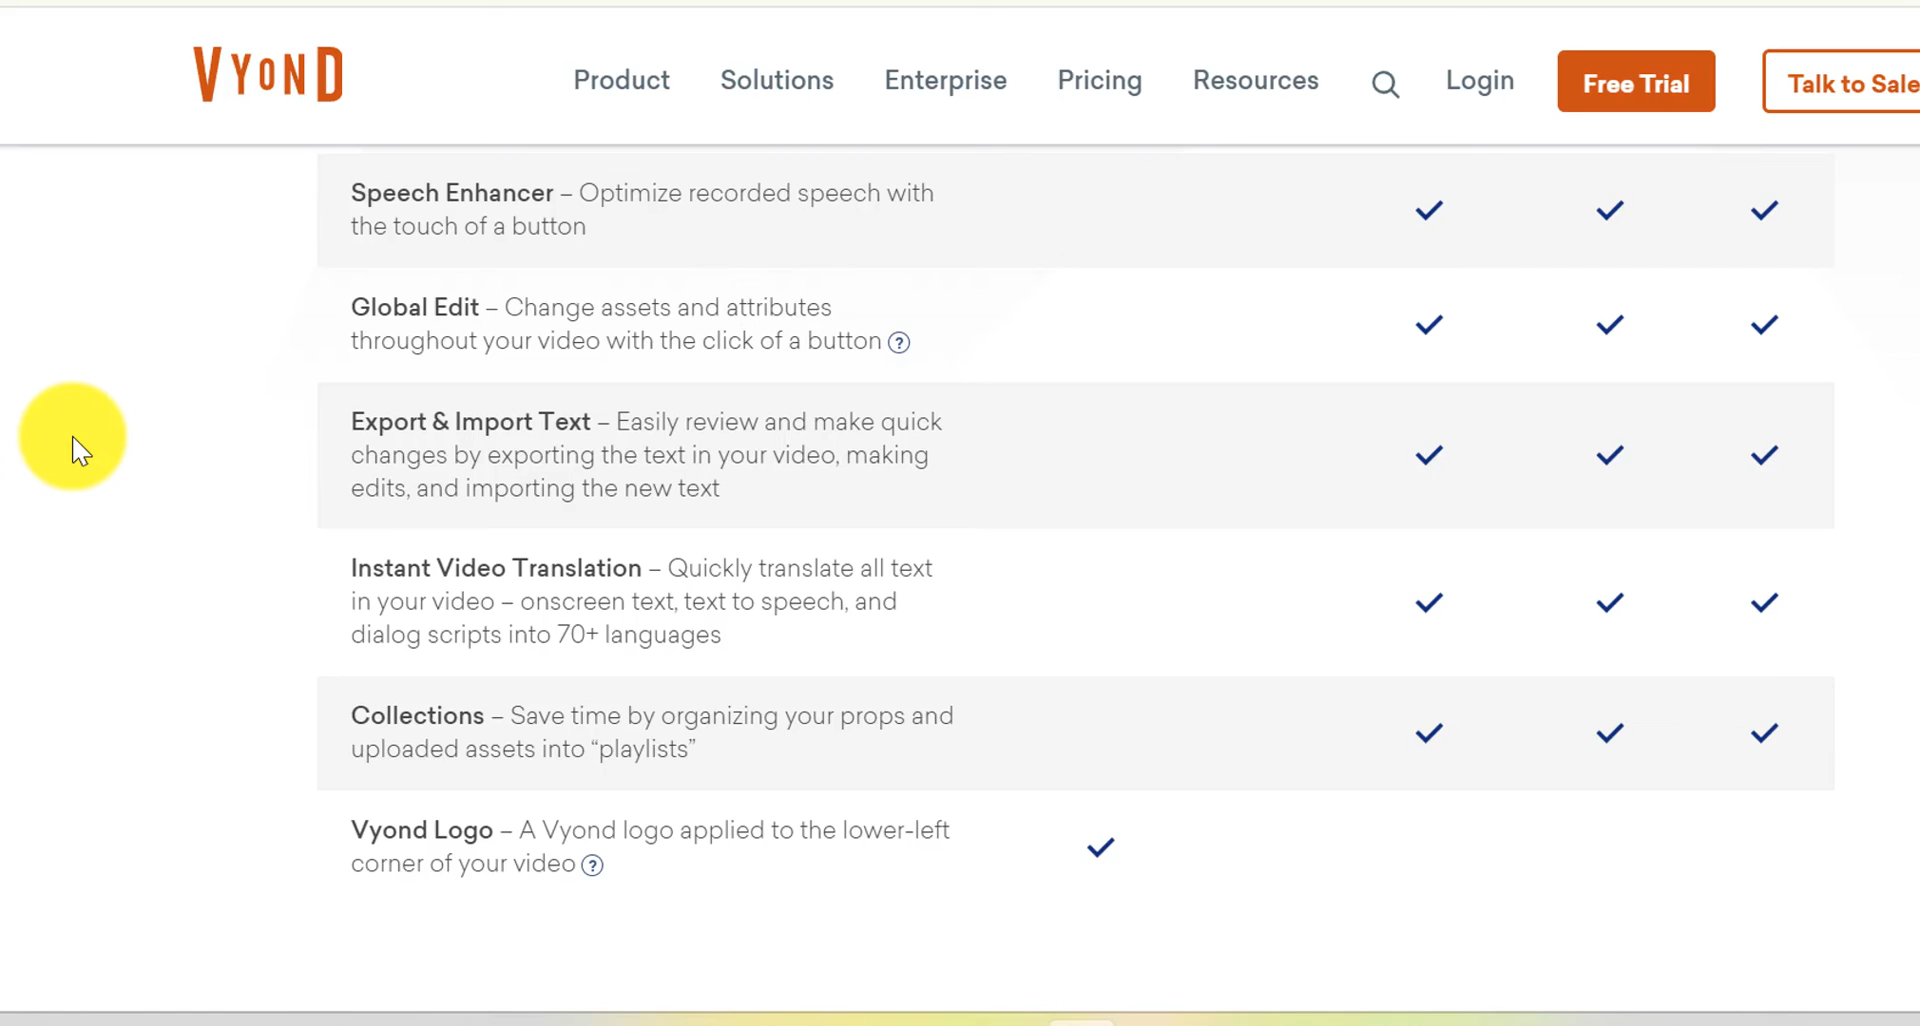 VYOND
Product Solutions Enterprise Pricing Resources Login Free Trial Talk to Sale
Speech Enhancer – Optimize recorded speech with
the touch of a button
Global Edit – Change assets and attributes
throughout your video with the click of a button ?
Export & Import Text – Easily review and make quick
changes by exporting the text in your video, making
edits, and importing the new text
Instant Video Translation – Quickly translate all text
in your video – onscreen text, text to speech, and
dialog scripts into 70+ languages
Collections – Save time by organizing your props and
uploaded assets into “playlists”
Vyond Logo – A Vyond logo applied to the lower-left
corner of your video ?